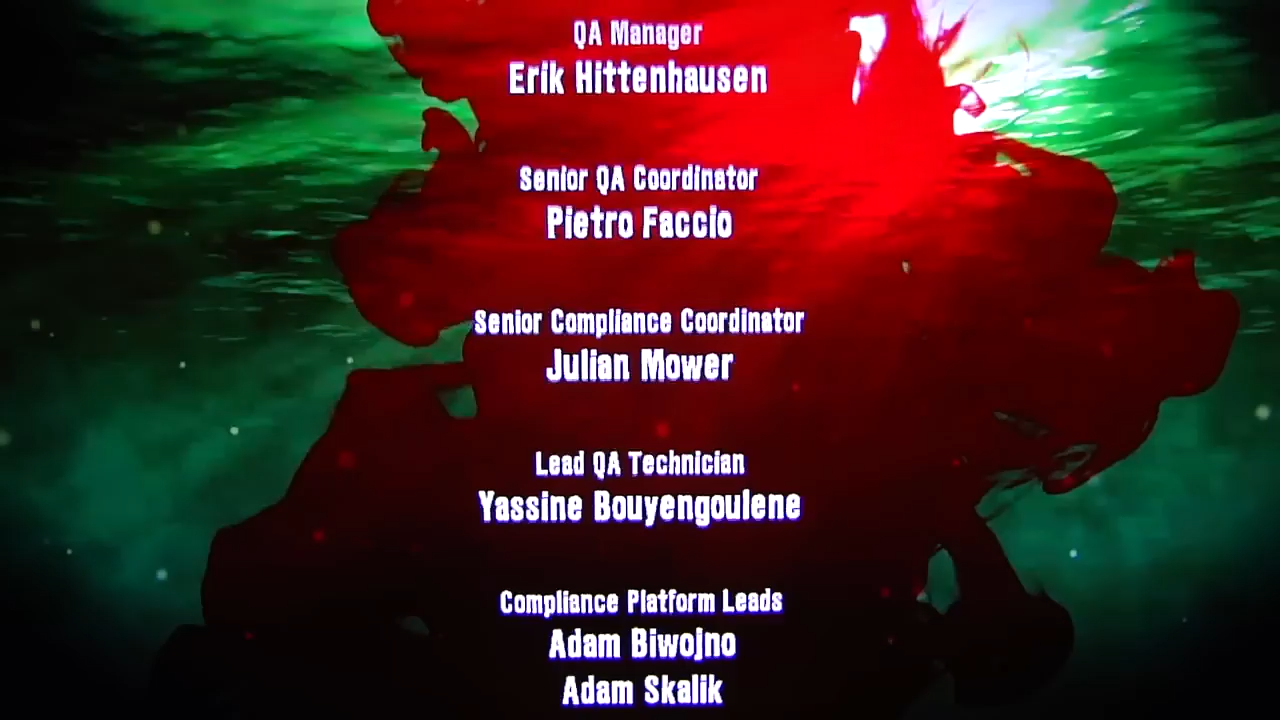 QA Manager
Erik Hittenhausen
Senior QA Coordinator
Pietro Faccio
Senior Compliance Coordinator
Julian Mower
Lead QA Technician
Yassine Bouyengoulene
Compliance Platform Leads
Adam Biwojno
Adam Skalik